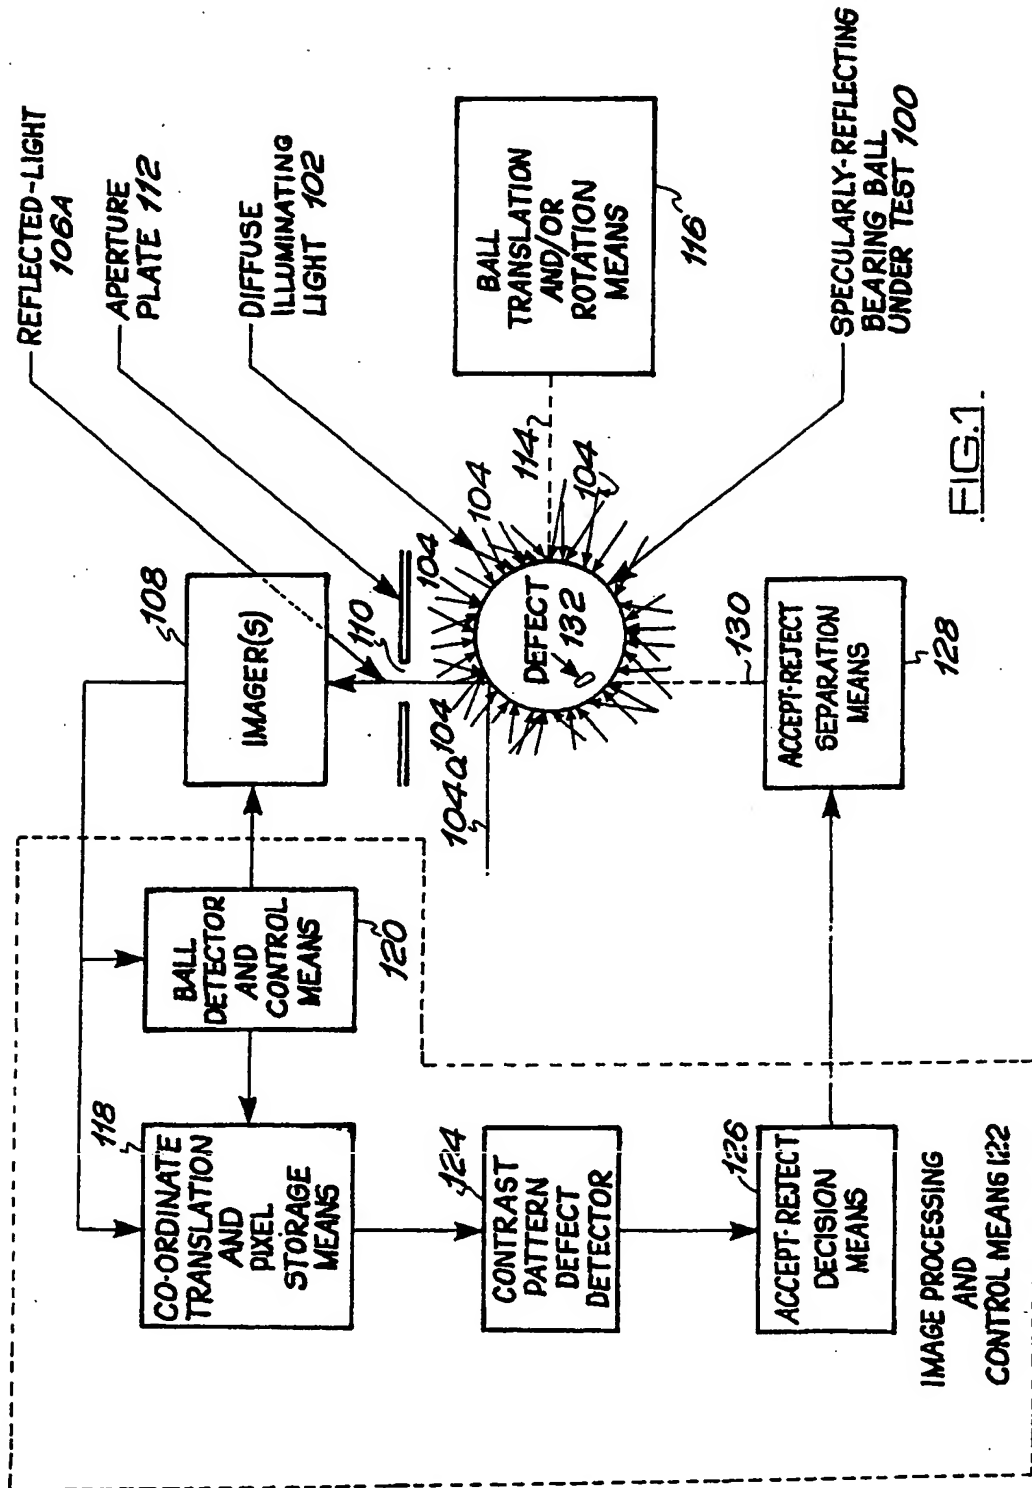 REFLECTED-LIGHT
106A
APERTURE
PLATE 112
DIFFUSE
ILLUMINATING
LIGHT 102
108
IMAGER(S)
110
104
104
104
104
104a
114
BALL
TRANSLATION
AND/OR
ROTATION
MEANS
116
DEFECT
132
SPECULARLY-REFLECTING
BEARING BALL
UNDER TEST 100
130
ACCEPT-REJECT
SEPARATION
MEANS
128
BALL
DETECTOR
AND
CONTROL
MEANS
120
118
CO-ORDINATE
TRANSLATION
AND
PIXEL
STORAGE
MEANS
124
CONTRAST
PATTERN
DEFECT
DETECTOR
126
ACCEPT-REJECT
DECISION
MEANS
IMAGE PROCESSING
AND
CONTROL MEANS 122
FIG.1.